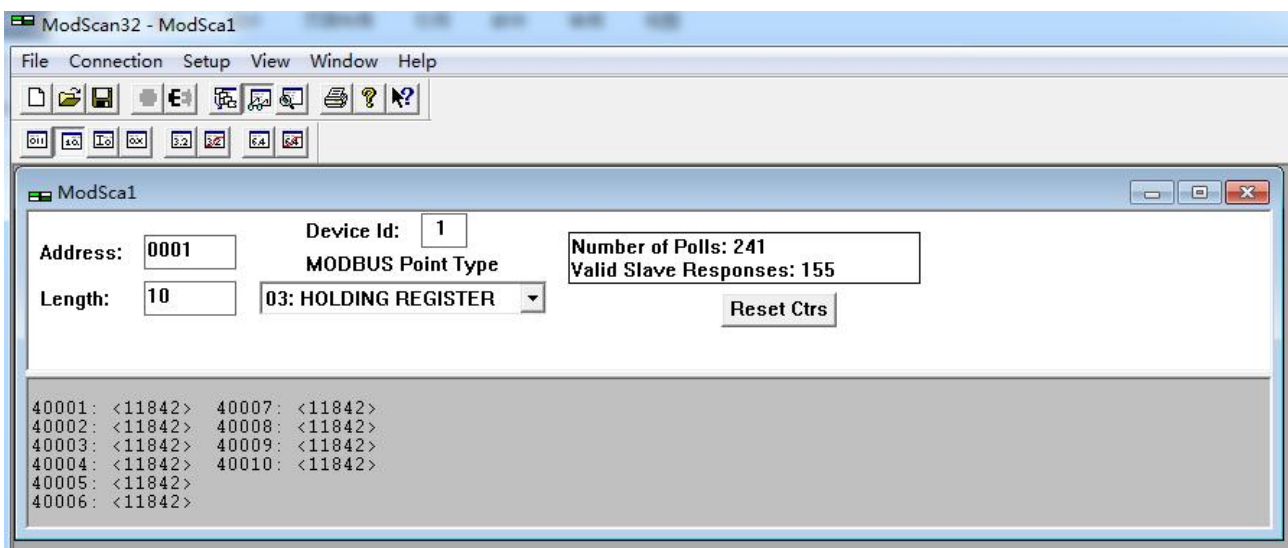 ModScan32 - ModSca1
File Connection Setup View Window Help
ModSca1
Address: 0001
Device Id: 1
MODBUS Point Type
Length: 10
03: HOLDING REGISTER
Number of Polls: 241
Valid Slave Responses: 155
Reset Ctrs
40001: <11842> 40007: <11842>
40002: <11842> 40008: <11842>
40003: <11842> 40009: <11842>
40004: <11842> 40010: <11842>
40005: <11842>
40006: <11842>